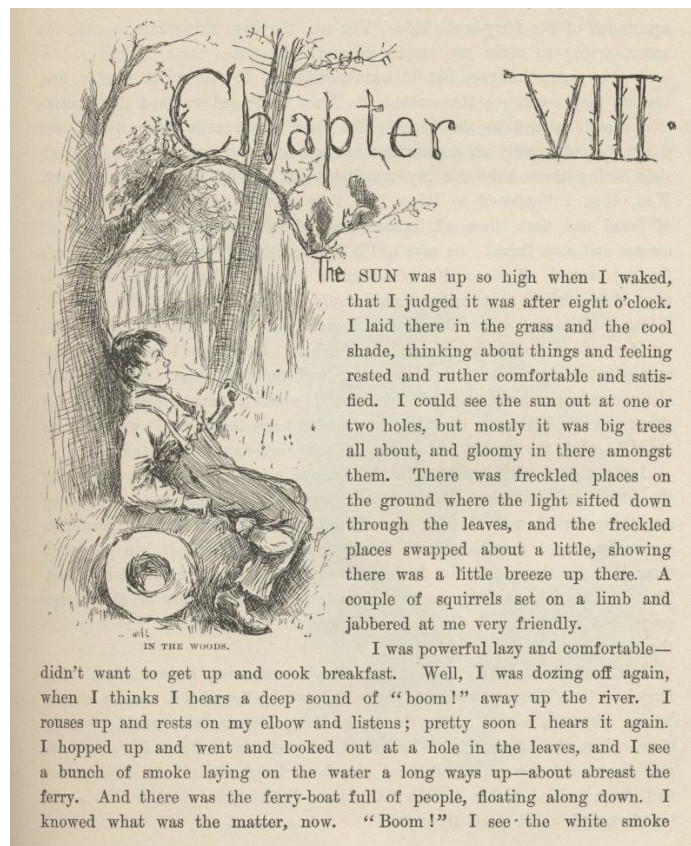 Chapter VIII.
The SUN was up so high when I waked,
that I judged it was after eight o'clock.
I laid there in the grass and the cool
shade, thinking about things and feeling
rested and ruther comfortable and satis-
fied. I could see the sun out at one or
two holes, but mostly it was big trees
all about, and gloomy in there amongst
them. There was freckled places on
the ground where the light sifted down
through the leaves, and the freckled
places swapped about a little, showing
there was a little breeze up there. A
couple of squirrels set on a limb and
jabbered at me very friendly.
Kemble
IN THE WOODS.
I was powerful lazy and comfortable—
didn't want to get up and cook breakfast. Well, I was dozing off again,
when I thinks I hears a deep sound of "boom!" away up the river. I
rouses up and rests on my elbow and listens; pretty soon I hears it again.
I hopped up and went and looked out at a hole in the leaves, and I see
a bunch of smoke laying on the water a long ways up—about abreast the
ferry. And there was the ferry-boat full of people, floating along down. I
knowed what was the matter, now. "Boom!" I see the white smoke